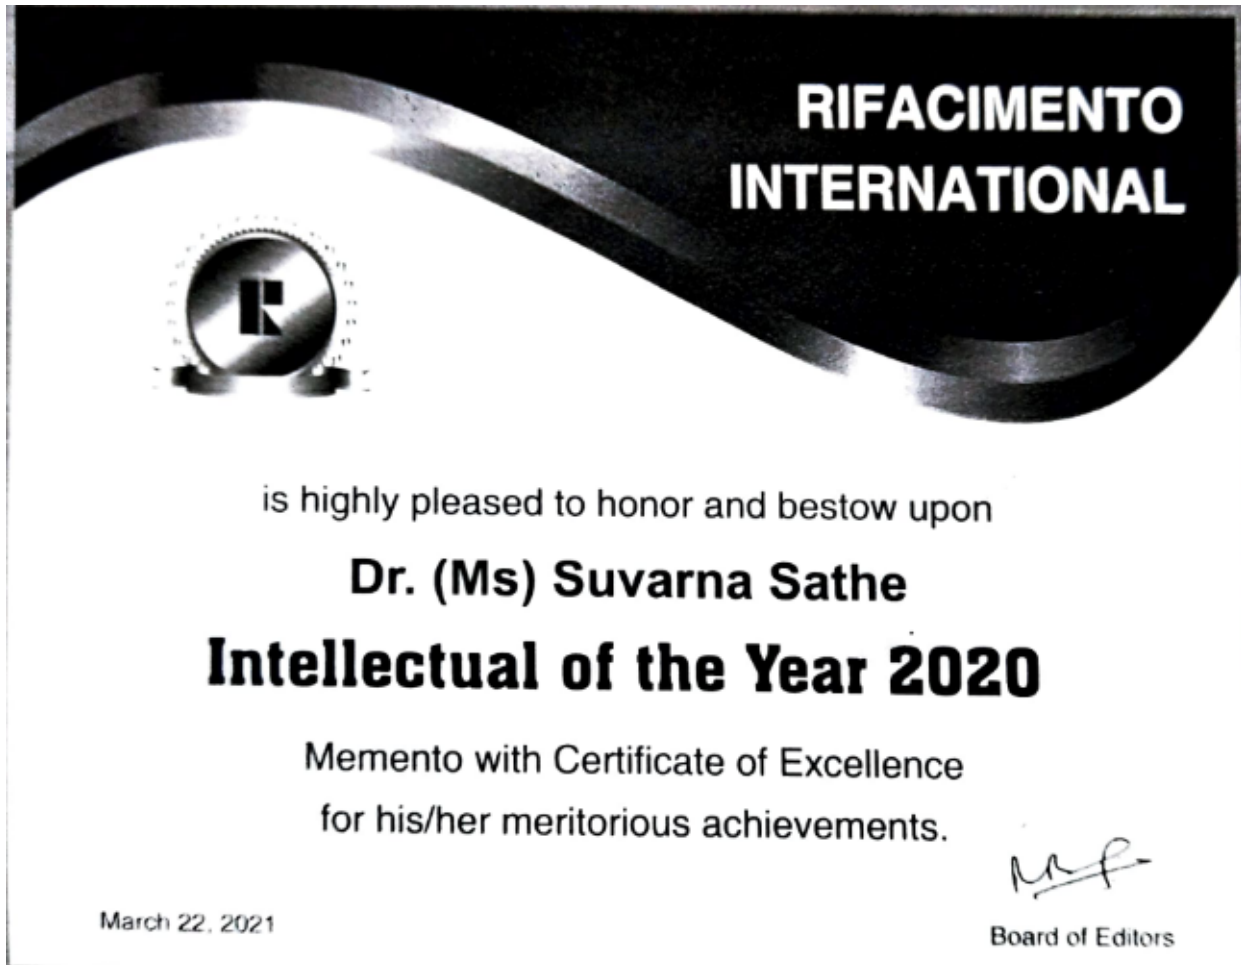 RIFACIMENTO
INTERNATIONAL
R
is highly pleased to honor and bestow upon
Dr. (Ms) Suvarna Sathe
Intellectual of the Year 2020
Memento with Certificate of Excellence
for his/her meritorious achievements.
March 22, 2021
Board of Editors